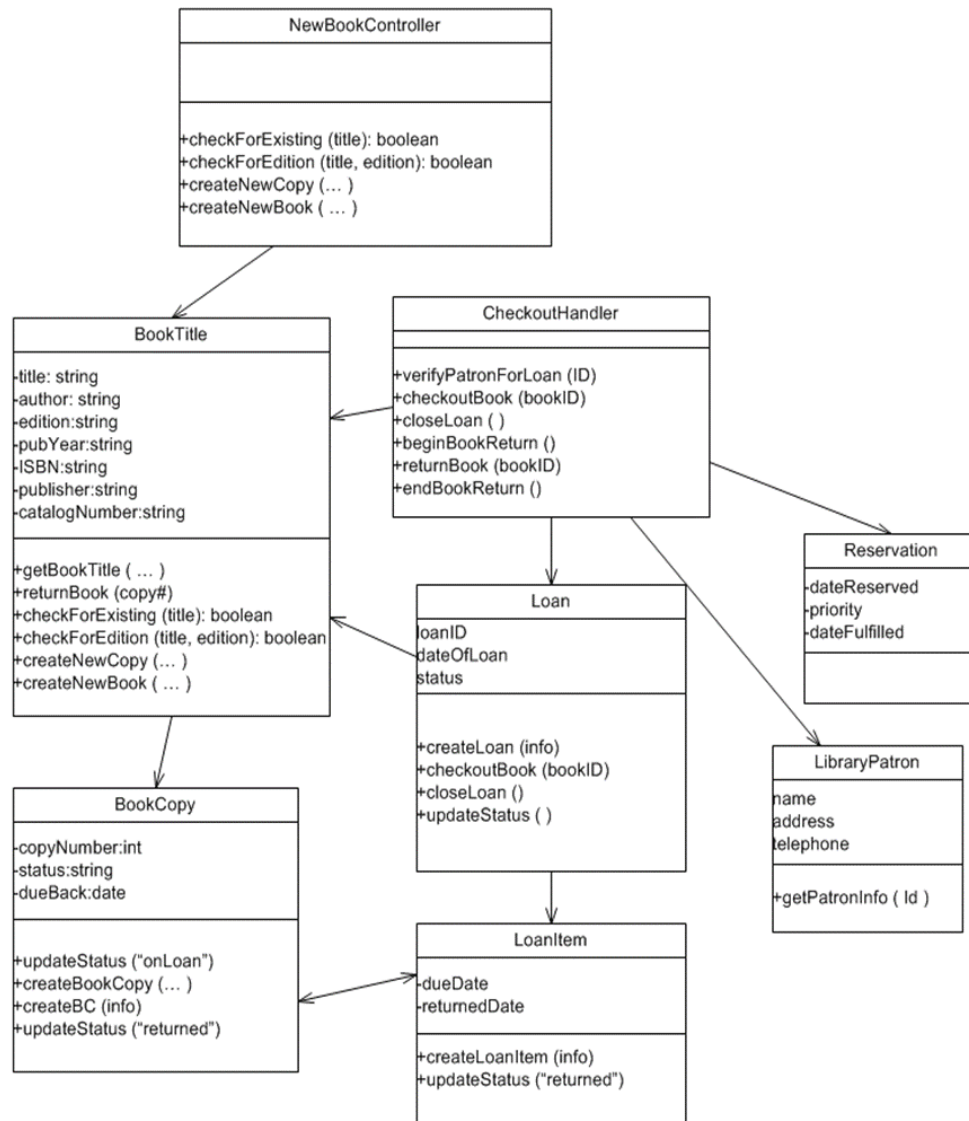 NewBookController
+checkForExisting (title): boolean
+checkForEdition (title, edition): boolean
+createNewCopy (… )
+createNewBook ( … )
BookTitle
-title: string
-author: string
-edition:string
-pubYear:string
-ISBN:string
-publisher:string
-catalogNumber:string
+getBookTitle ( … )
+returnBook (copy#)
+checkForExisting (title): boolean
+checkForEdition (title, edition): boolean
+createNewCopy (… )
+createNewBook ( … )
CheckoutHandler
+verifyPatronForLoan (ID)
+checkoutBook (bookID)
+closeLoan ( )
+beginBookReturn ()
+returnBook (bookID)
+endBookReturn ()
Reservation
-dateReserved
-priority
-dateFulfilled
Loan
loanID
dateOfLoan
status
+createLoan (info)
+checkoutBook (bookID)
+closeLoan ()
+updateStatus ( )
LibraryPatron
name
address
telephone
+getPatronInfo ( Id )
BookCopy
-copyNumber:int
-status:string
-dueBack:date
+updateStatus (“onLoan”)
+createBookCopy (… )
+createBC (info)
+updateStatus (“returned”)
LoanItem
-dueDate
-returnedDate
+createLoanItem (info)
+updateStatus (“returned”)